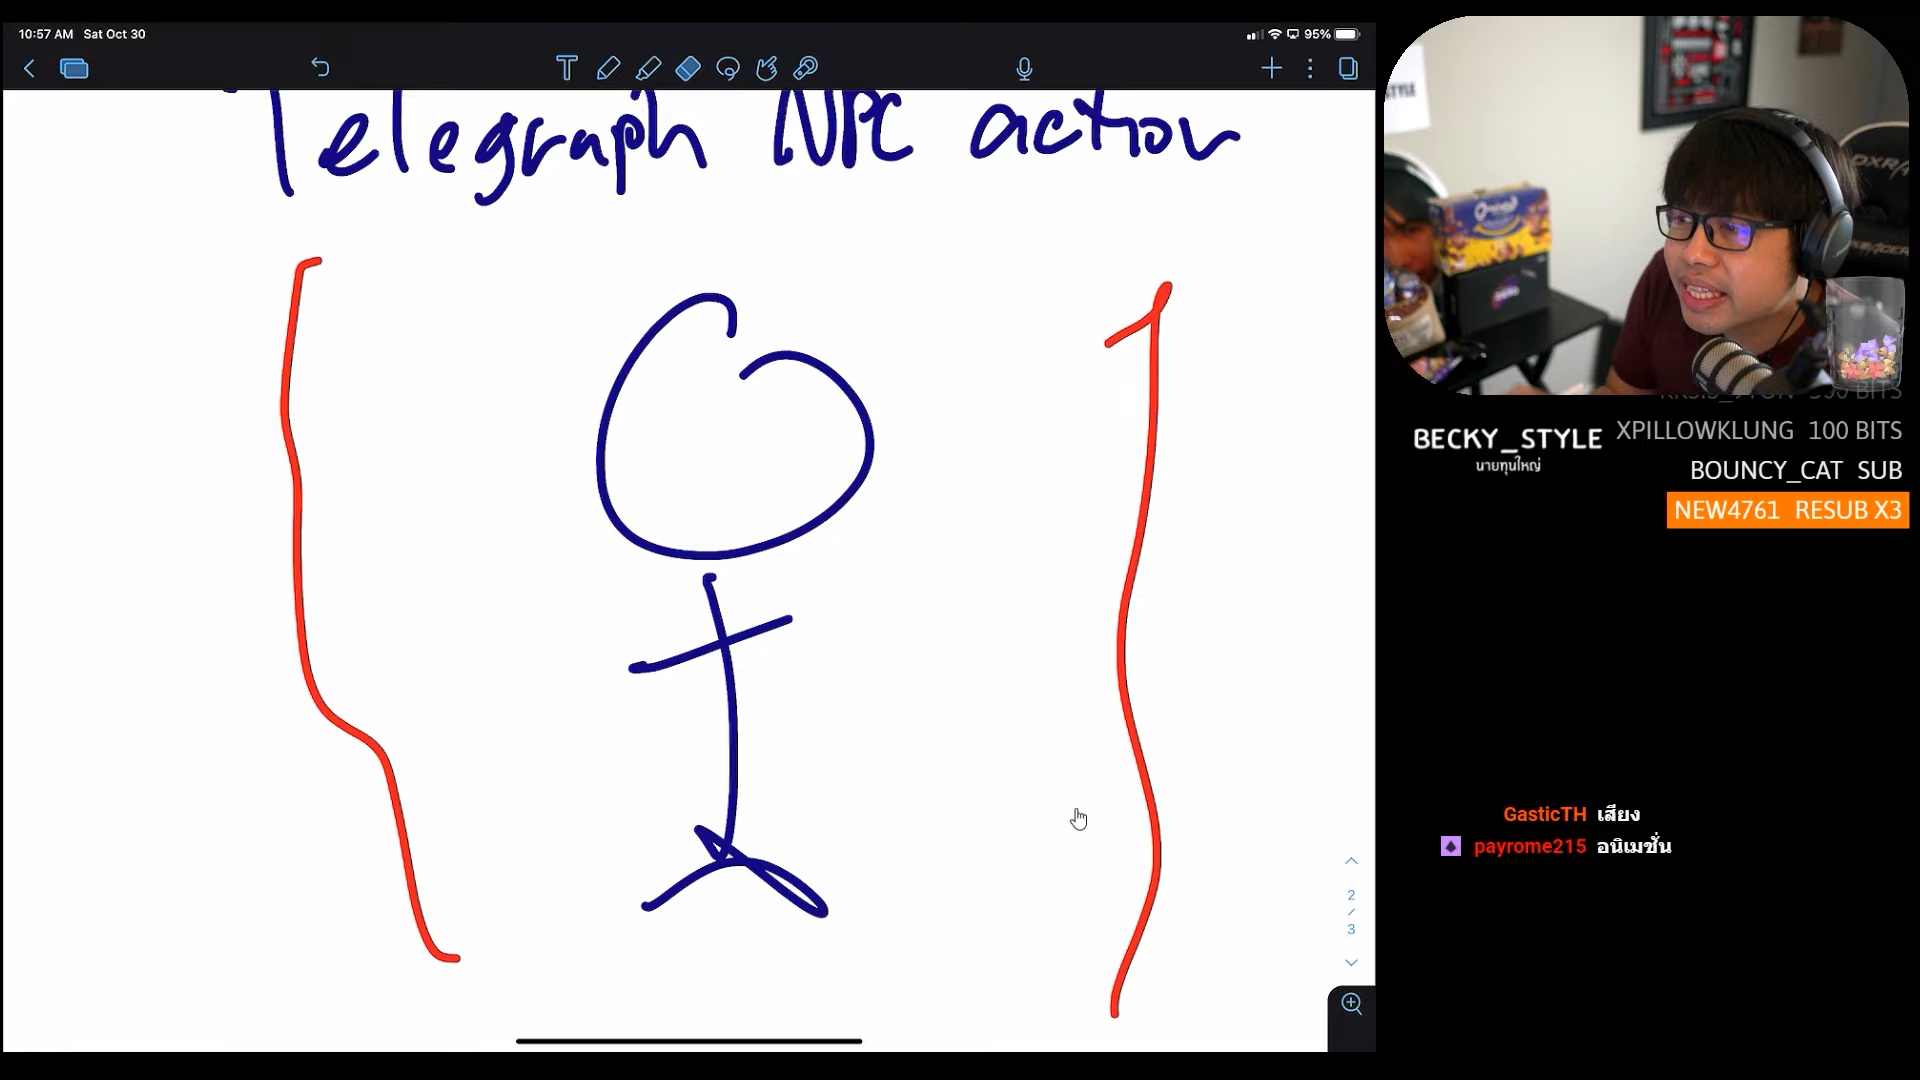 10:57 AM Sat Oct 30
95%
Telegraph NPC action
2
/
3
STYLE
DXRA
BECKY_STYLE
นายทุนใหญ่
XPILLOWKLUNG 100 BITS
BOUNCY_CAT SUB
NEW4761 RESUB X3
GasticTH เสียง
payrome215 อนิเมชั่น